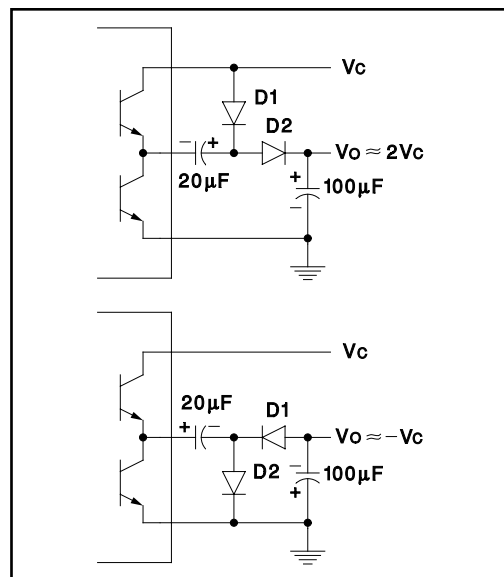 Vc
D1
D2
− +
Vo ≈ 2Vc
20µF
+
100µF
−
Vc
20µF
D1
+ −
Vo ≈ −Vc
D2
−
100µF
+